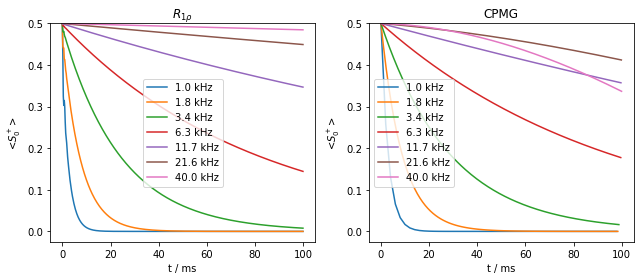 R1ρ
<S0+>
0.5
0.4
0.3
0.2
0.1
0.0
1.0 kHz
1.8 kHz
3.4 kHz
6.3 kHz
11.7 kHz
21.6 kHz
40.0 kHz
0 20 40 60 80 100
t / ms
CPMG
<S0+>
0.5
0.4
0.3
0.2
0.1
0.0
1.0 kHz
1.8 kHz
3.4 kHz
6.3 kHz
11.7 kHz
21.6 kHz
40.0 kHz
0 20 40 60 80 100
t / ms